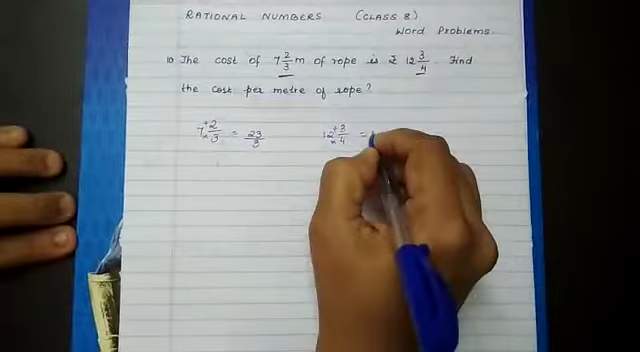 RATIONAL NUMBERS (CLASS 8)
Word Problems.
10 The cost of 7 2/3 m of rope is ₹ 12 3/4. Find
the cost per metre of rope?
7 + 2 / × 3 = 23/3 12 + 3 / × 4 =